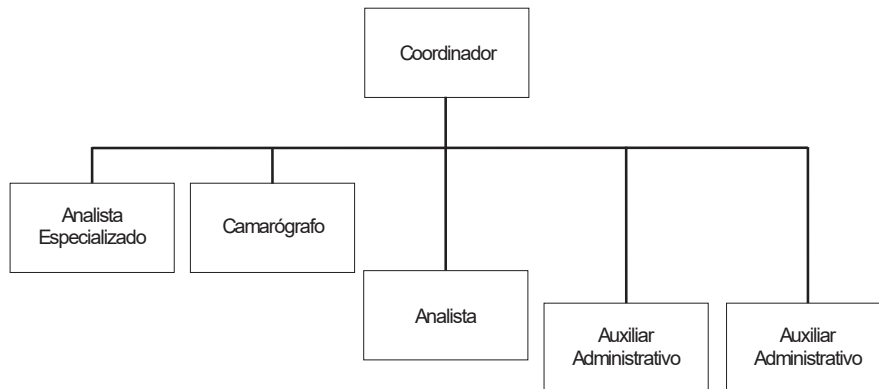 Coordinador
Analista
Especializado
Camarógrafo
Analista
Auxiliar
Administrativo
Auxiliar
Administrativo